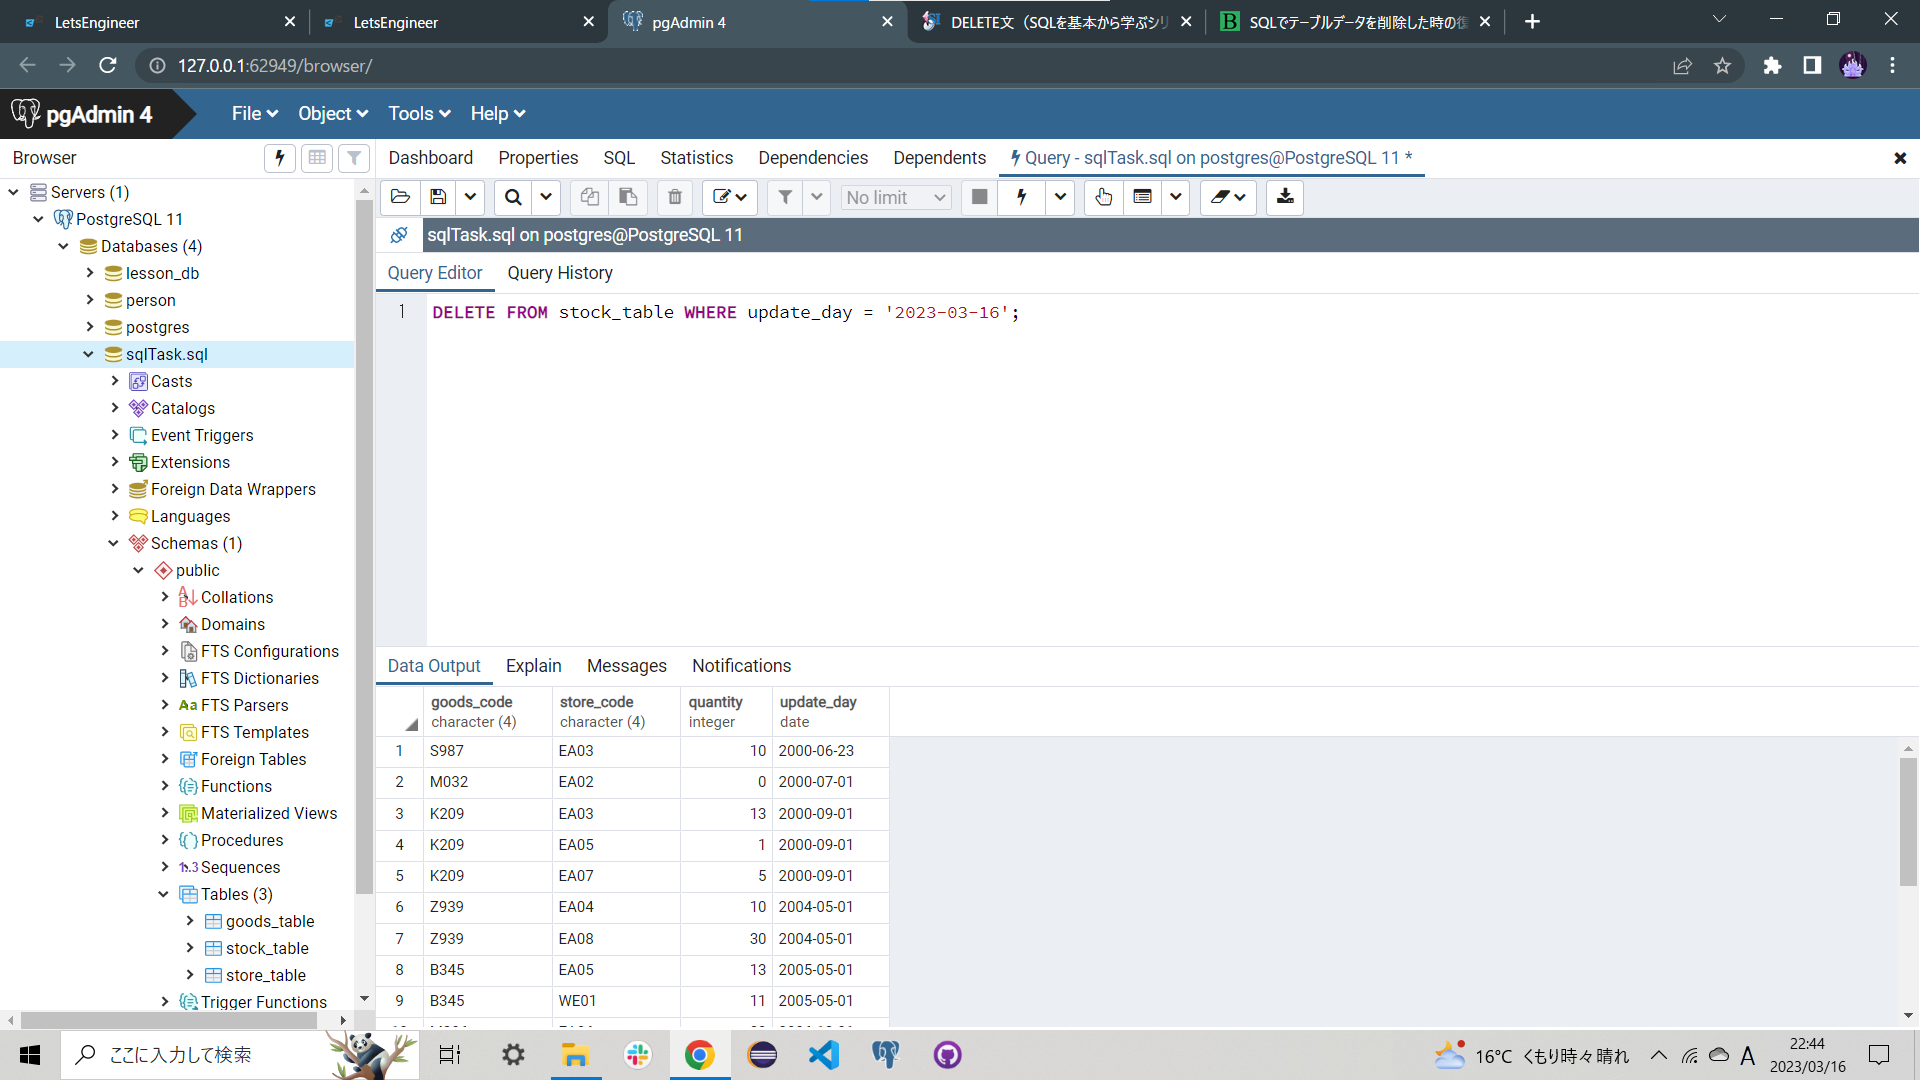 LetsEngineer
LetsEngineer
pgAdmin 4
DELETE文（SQLを基本から学ぶシリ
SQLでテーブルデータを削除した時の復
127.0.0.1:62949/browser/
pgAdmin 4
File Object Tools Help
Browser
Dashboard Properties SQL Statistics Dependencies Dependents Query - sqlTask.sql on postgres@PostgreSQL 11 *
No limit
sqlTask.sql on postgres@PostgreSQL 11
Query Editor Query History
1 DELETE FROM stock_table WHERE update_day = '2023-03-16';
Servers (1)
PostgreSQL 11
Databases (4)
lesson_db
person
postgres
sqlTask.sql
Casts
Catalogs
Event Triggers
Extensions
Foreign Data Wrappers
Languages
Schemas (1)
public
Collations
Domains
FTS Configurations
FTS Dictionaries
Aa FTS Parsers
FTS Templates
Foreign Tables
Functions
Materialized Views
Procedures
1..3 Sequences
Tables (3)
goods_table
stock_table
store_table
Trigger Functions
Data Output Explain Messages Notifications
goods_code store_code quantity update_day
character (4) character (4) integer date
1 S987 EA03 10 2000-06-23
2 M032 EA02 0 2000-07-01
3 K209 EA03 13 2000-09-01
4 K209 EA05 1 2000-09-01
5 K209 EA07 5 2000-09-01
6 Z939 EA04 10 2004-05-01
7 Z939 EA08 30 2004-05-01
8 B345 EA05 13 2005-05-01
9 B345 WE01 11 2005-05-01
ここに入力して検索
16°C くもり時々晴れ
A
22:44
2023/03/16